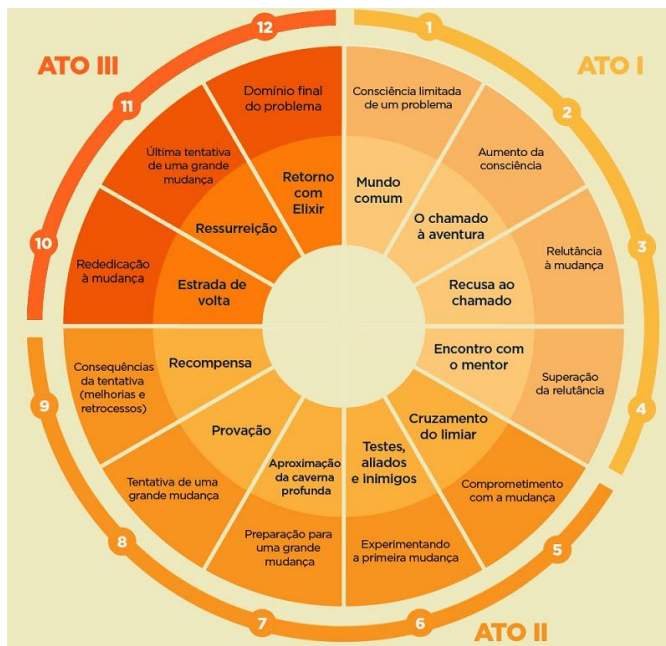 ATO I
1
Consciência limitada
de um problema
Mundo
comum
2
Aumento da
consciência
O chamado
à aventura
3
Relutância
à mudança
Recusa ao
chamado
4
Superação
da relutância
Encontro com
o mentor
ATO II
5
Comprometimento
com a mudança
Cruzamento
do limiar
6
Experimentando
a primeira mudança
Testes,
aliados
e inimigos
7
Preparação para
uma grande
mudança
Aproximação
da caverna
profunda
8
Tentativa de uma
grande mudança
Provação
9
Consequências
da tentativa
(melhorias e
retrocessos)
Recompensa
ATO III
10
Rededicação
à mudança
Estrada de
volta
11
Última tentativa
de uma grande
mudança
Ressurreição
12
Domínio final
do problema
Retorno
com
Elixir